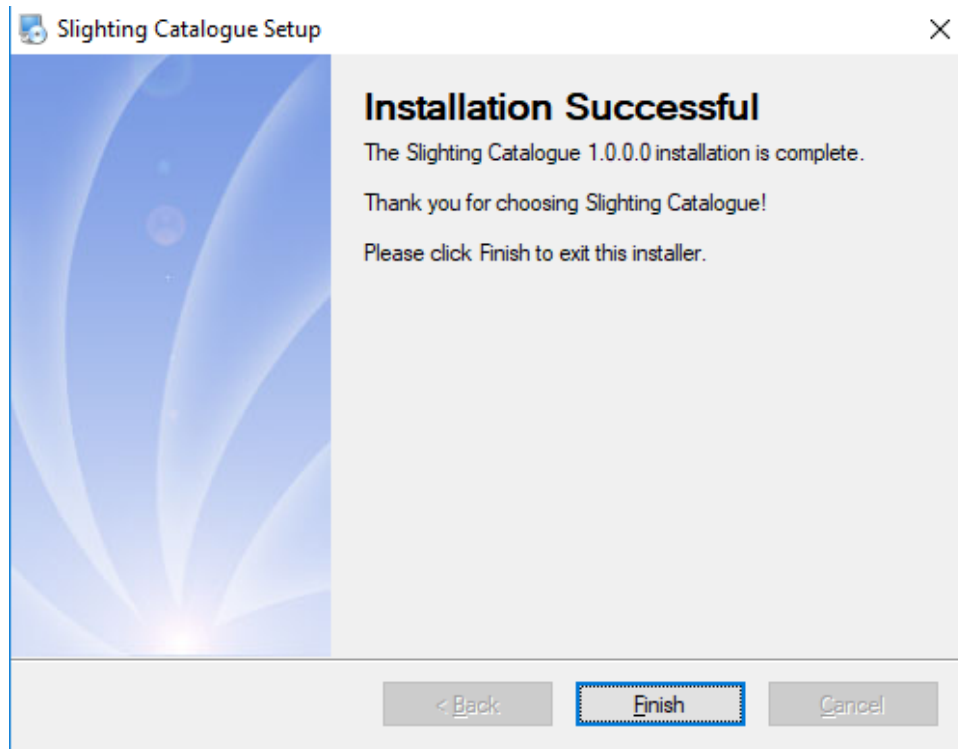 Slighting Catalogue Setup
Installation Successful
The Slighting Catalogue 1.0.0.0 installation is complete.
Thank you for choosing Slighting Catalogue!
Please click Finish to exit this installer.
< Back
Finish
Cancel